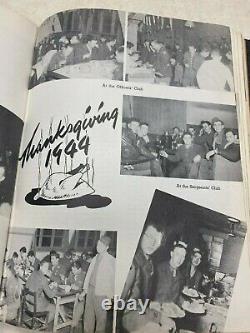 At the Officers' Club
Thanksgiving
1944
At the Sergeants' Club